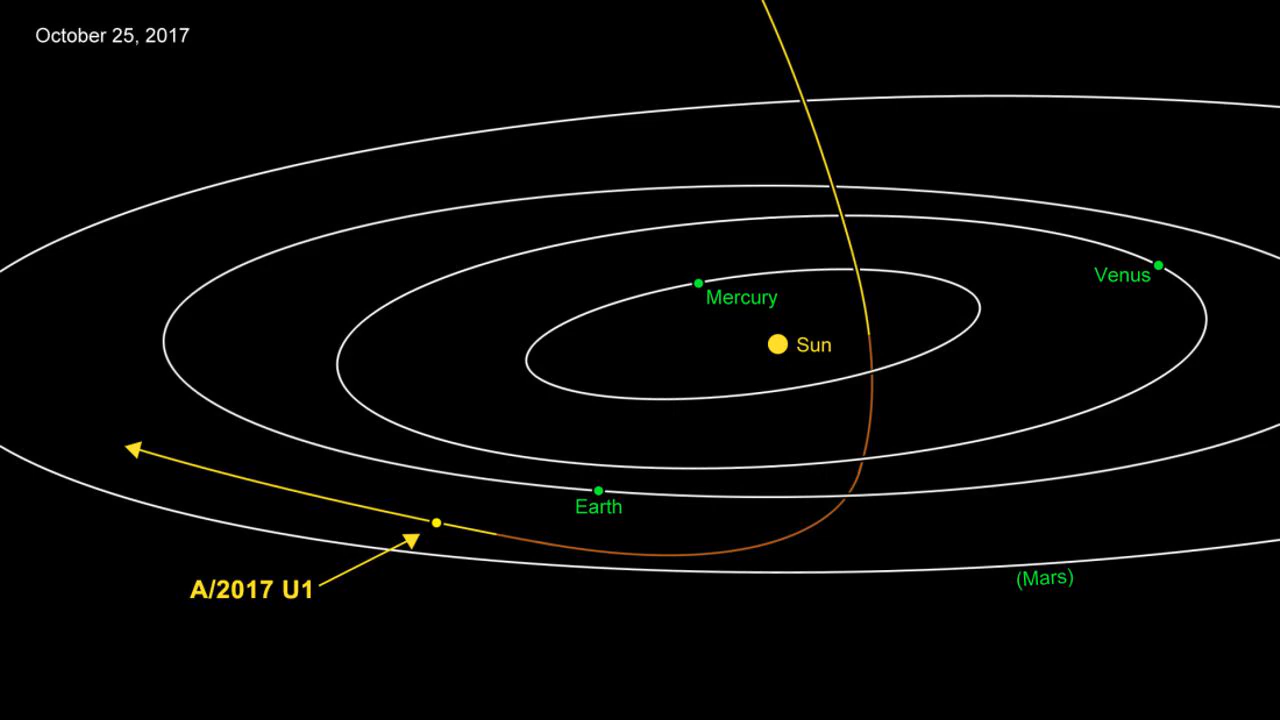 October 25, 2017
Venus
Mercury
Sun
Earth
(Mars)
A/2017 U1